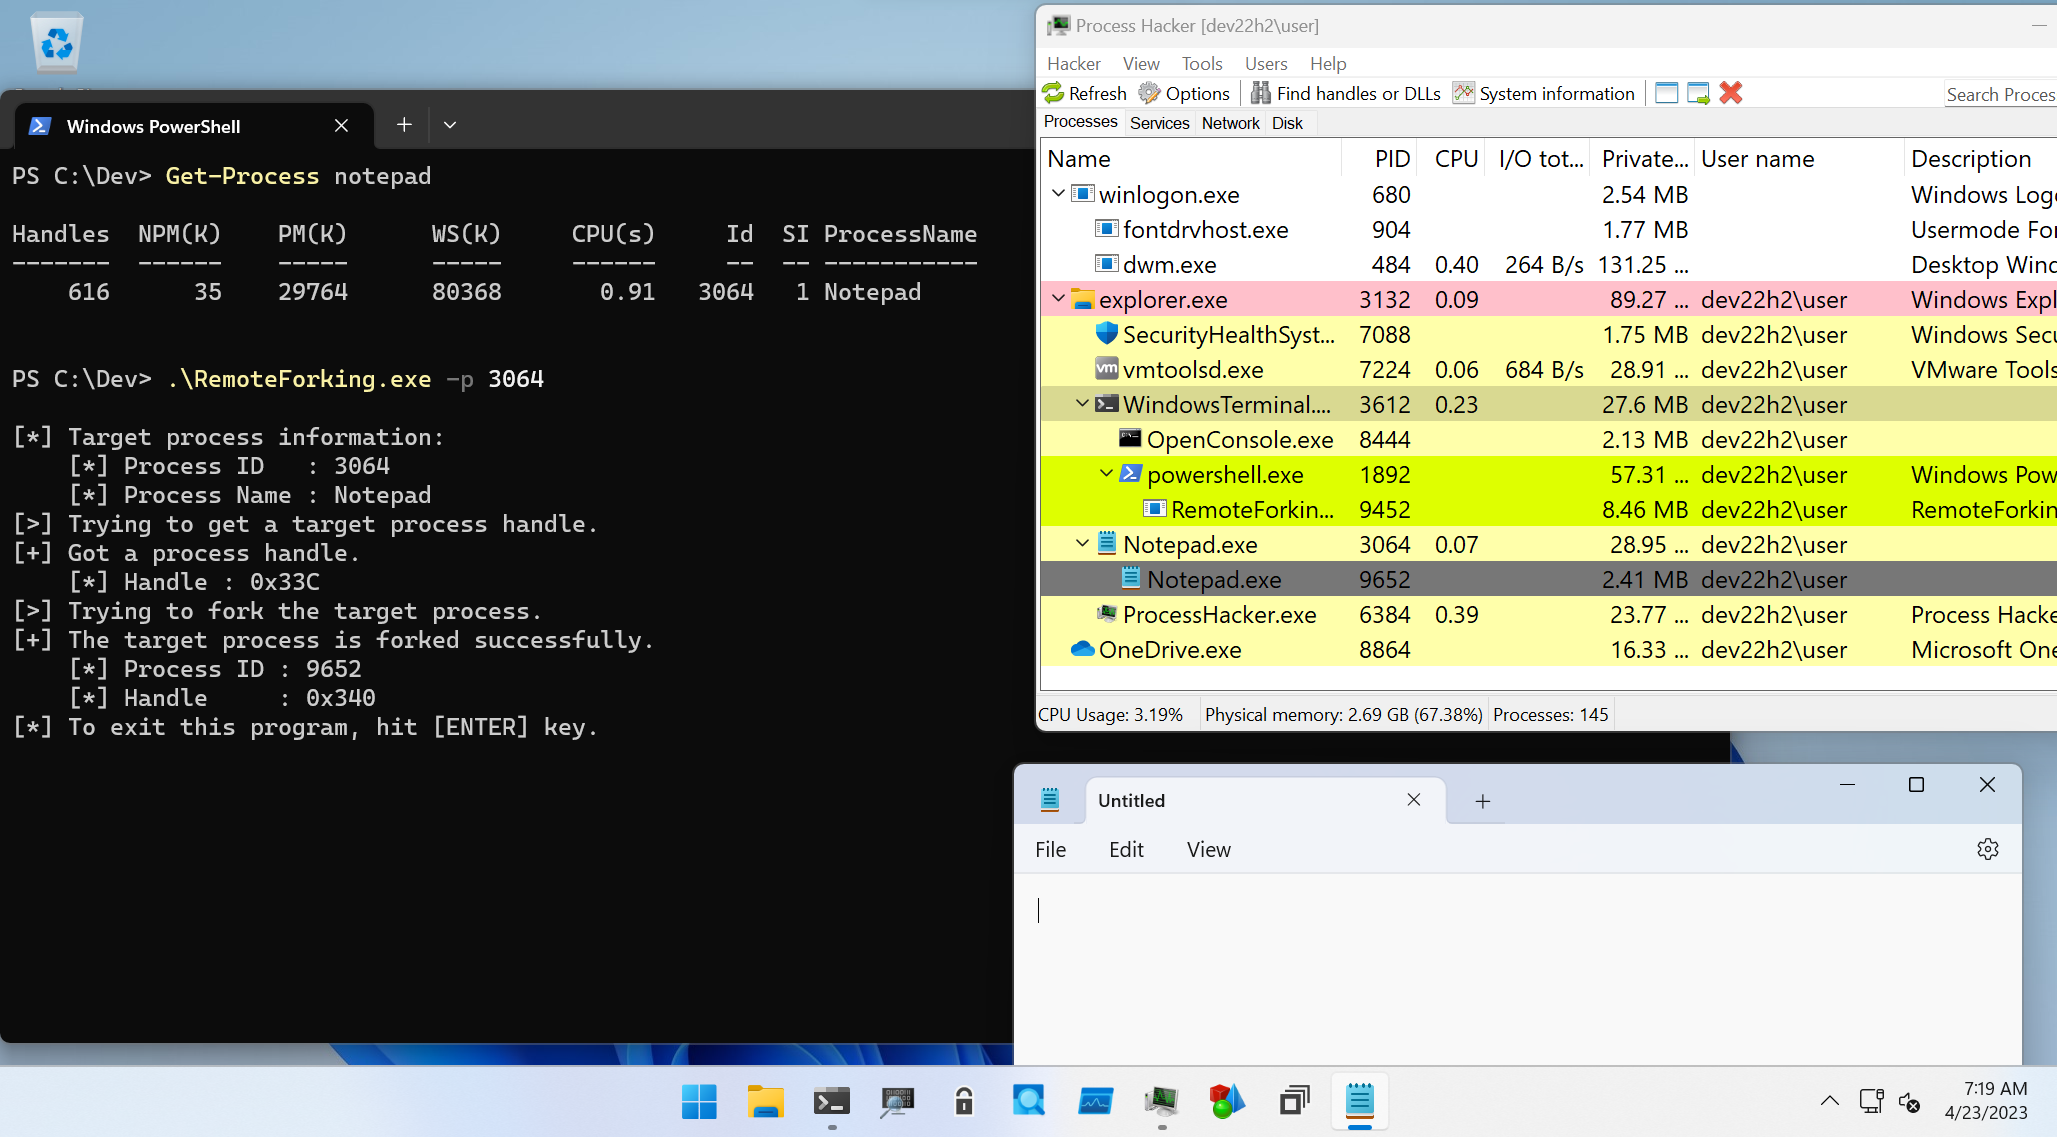 Windows PowerShell
PS C:\Dev> Get-Process notepad
Handles  NPM(K)    PM(K)      WS(K)     CPU(s)     Id  SI ProcessName
-------  ------    -----      -----     ------     --  -- -----------
    616      35    29764      80368       0.91   3064   1 Notepad
PS C:\Dev> .\RemoteForking.exe -p 3064
[*] Target process information:
    [*] Process ID   : 3064
    [*] Process Name : Notepad
[>] Trying to get a target process handle.
[+] Got a process handle.
    [*] Handle : 0x33C
[>] Trying to fork the target process.
[+] The target process is forked successfully.
    [*] Process ID : 9652
    [*] Handle     : 0x340
[*] To exit this program, hit [ENTER] key.
Process Hacker [dev22h2\user]
Hacker View Tools Users Help
Refresh Options Find handles or DLLs System information Search Proces
Processes Services Network Disk
Name PID CPU I/O tot... Private... User name Description
winlogon.exe 680 2.54 MB Windows Logo
fontdrvhost.exe 904 1.77 MB Usermode Fon
dwm.exe 484 0.40 264 B/s 131.25 ... Desktop Wind
explorer.exe 3132 0.09 89.27 ... dev22h2\user Windows Expl
SecurityHealthSyst... 7088 1.75 MB dev22h2\user Windows Secu
vmtoolsd.exe 7224 0.06 684 B/s 28.91 ... dev22h2\user VMware Tools
WindowsTerminal.... 3612 0.23 27.6 MB dev22h2\user
OpenConsole.exe 8444 2.13 MB dev22h2\user
powershell.exe 1892 57.31 ... dev22h2\user Windows Pow
RemoteForkin... 9452 8.46 MB dev22h2\user RemoteForkin
Notepad.exe 3064 0.07 28.95 ... dev22h2\user
Notepad.exe 9652 2.41 MB dev22h2\user
ProcessHacker.exe 6384 0.39 23.77 ... dev22h2\user Process Hacke
OneDrive.exe 8864 16.33 ... dev22h2\user Microsoft One
CPU Usage: 3.19% Physical memory: 2.69 GB (67.38%) Processes: 145
Untitled
File Edit View
7:19 AM
4/23/2023